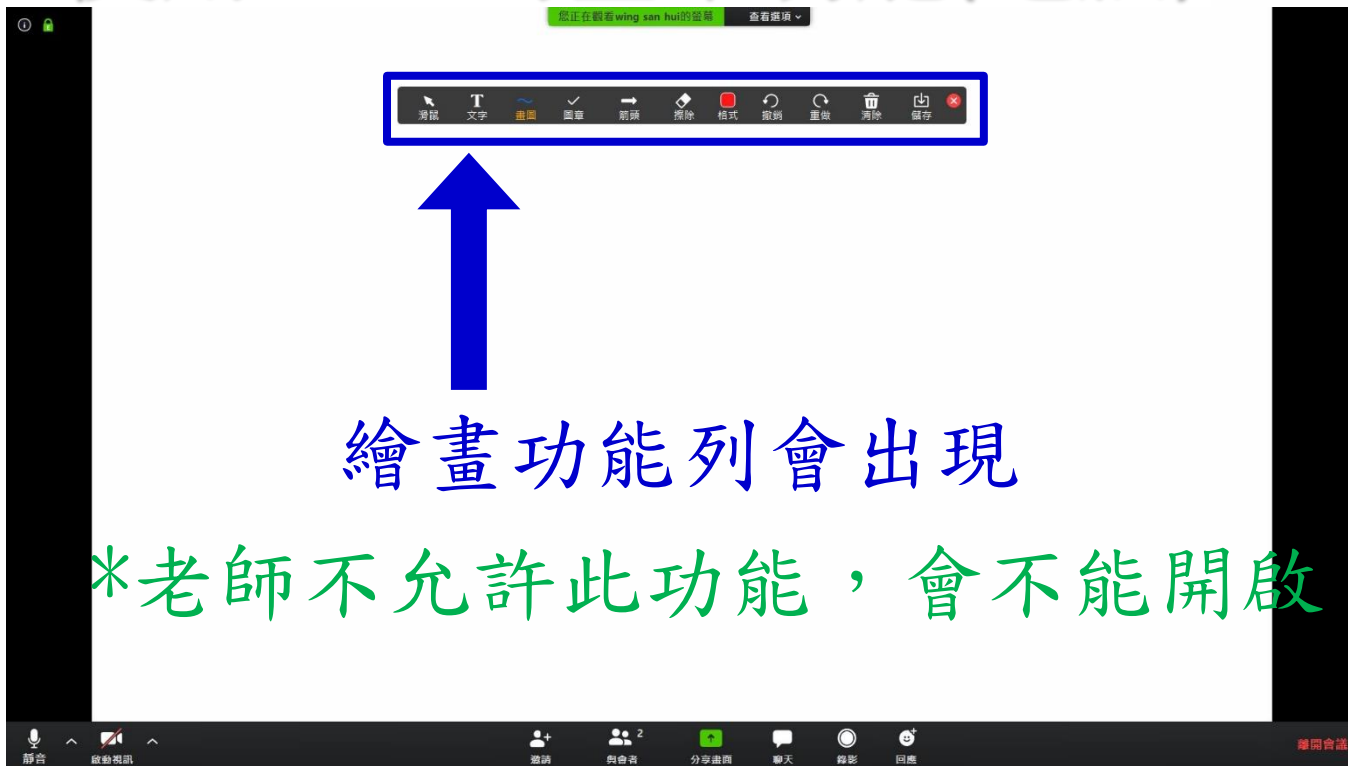 您正在觀看wing san hui的螢幕 查看選項
滑鼠 文字 畫圖 圖章 箭頭 擦除 格式 撤銷 重做 清除 儲存
繪畫功能列會出現
*老師不允許此功能，會不能開啟
2
靜音 啟動視訊 邀請 與會者 分享畫面 聊天 錄影 回應 離開會議